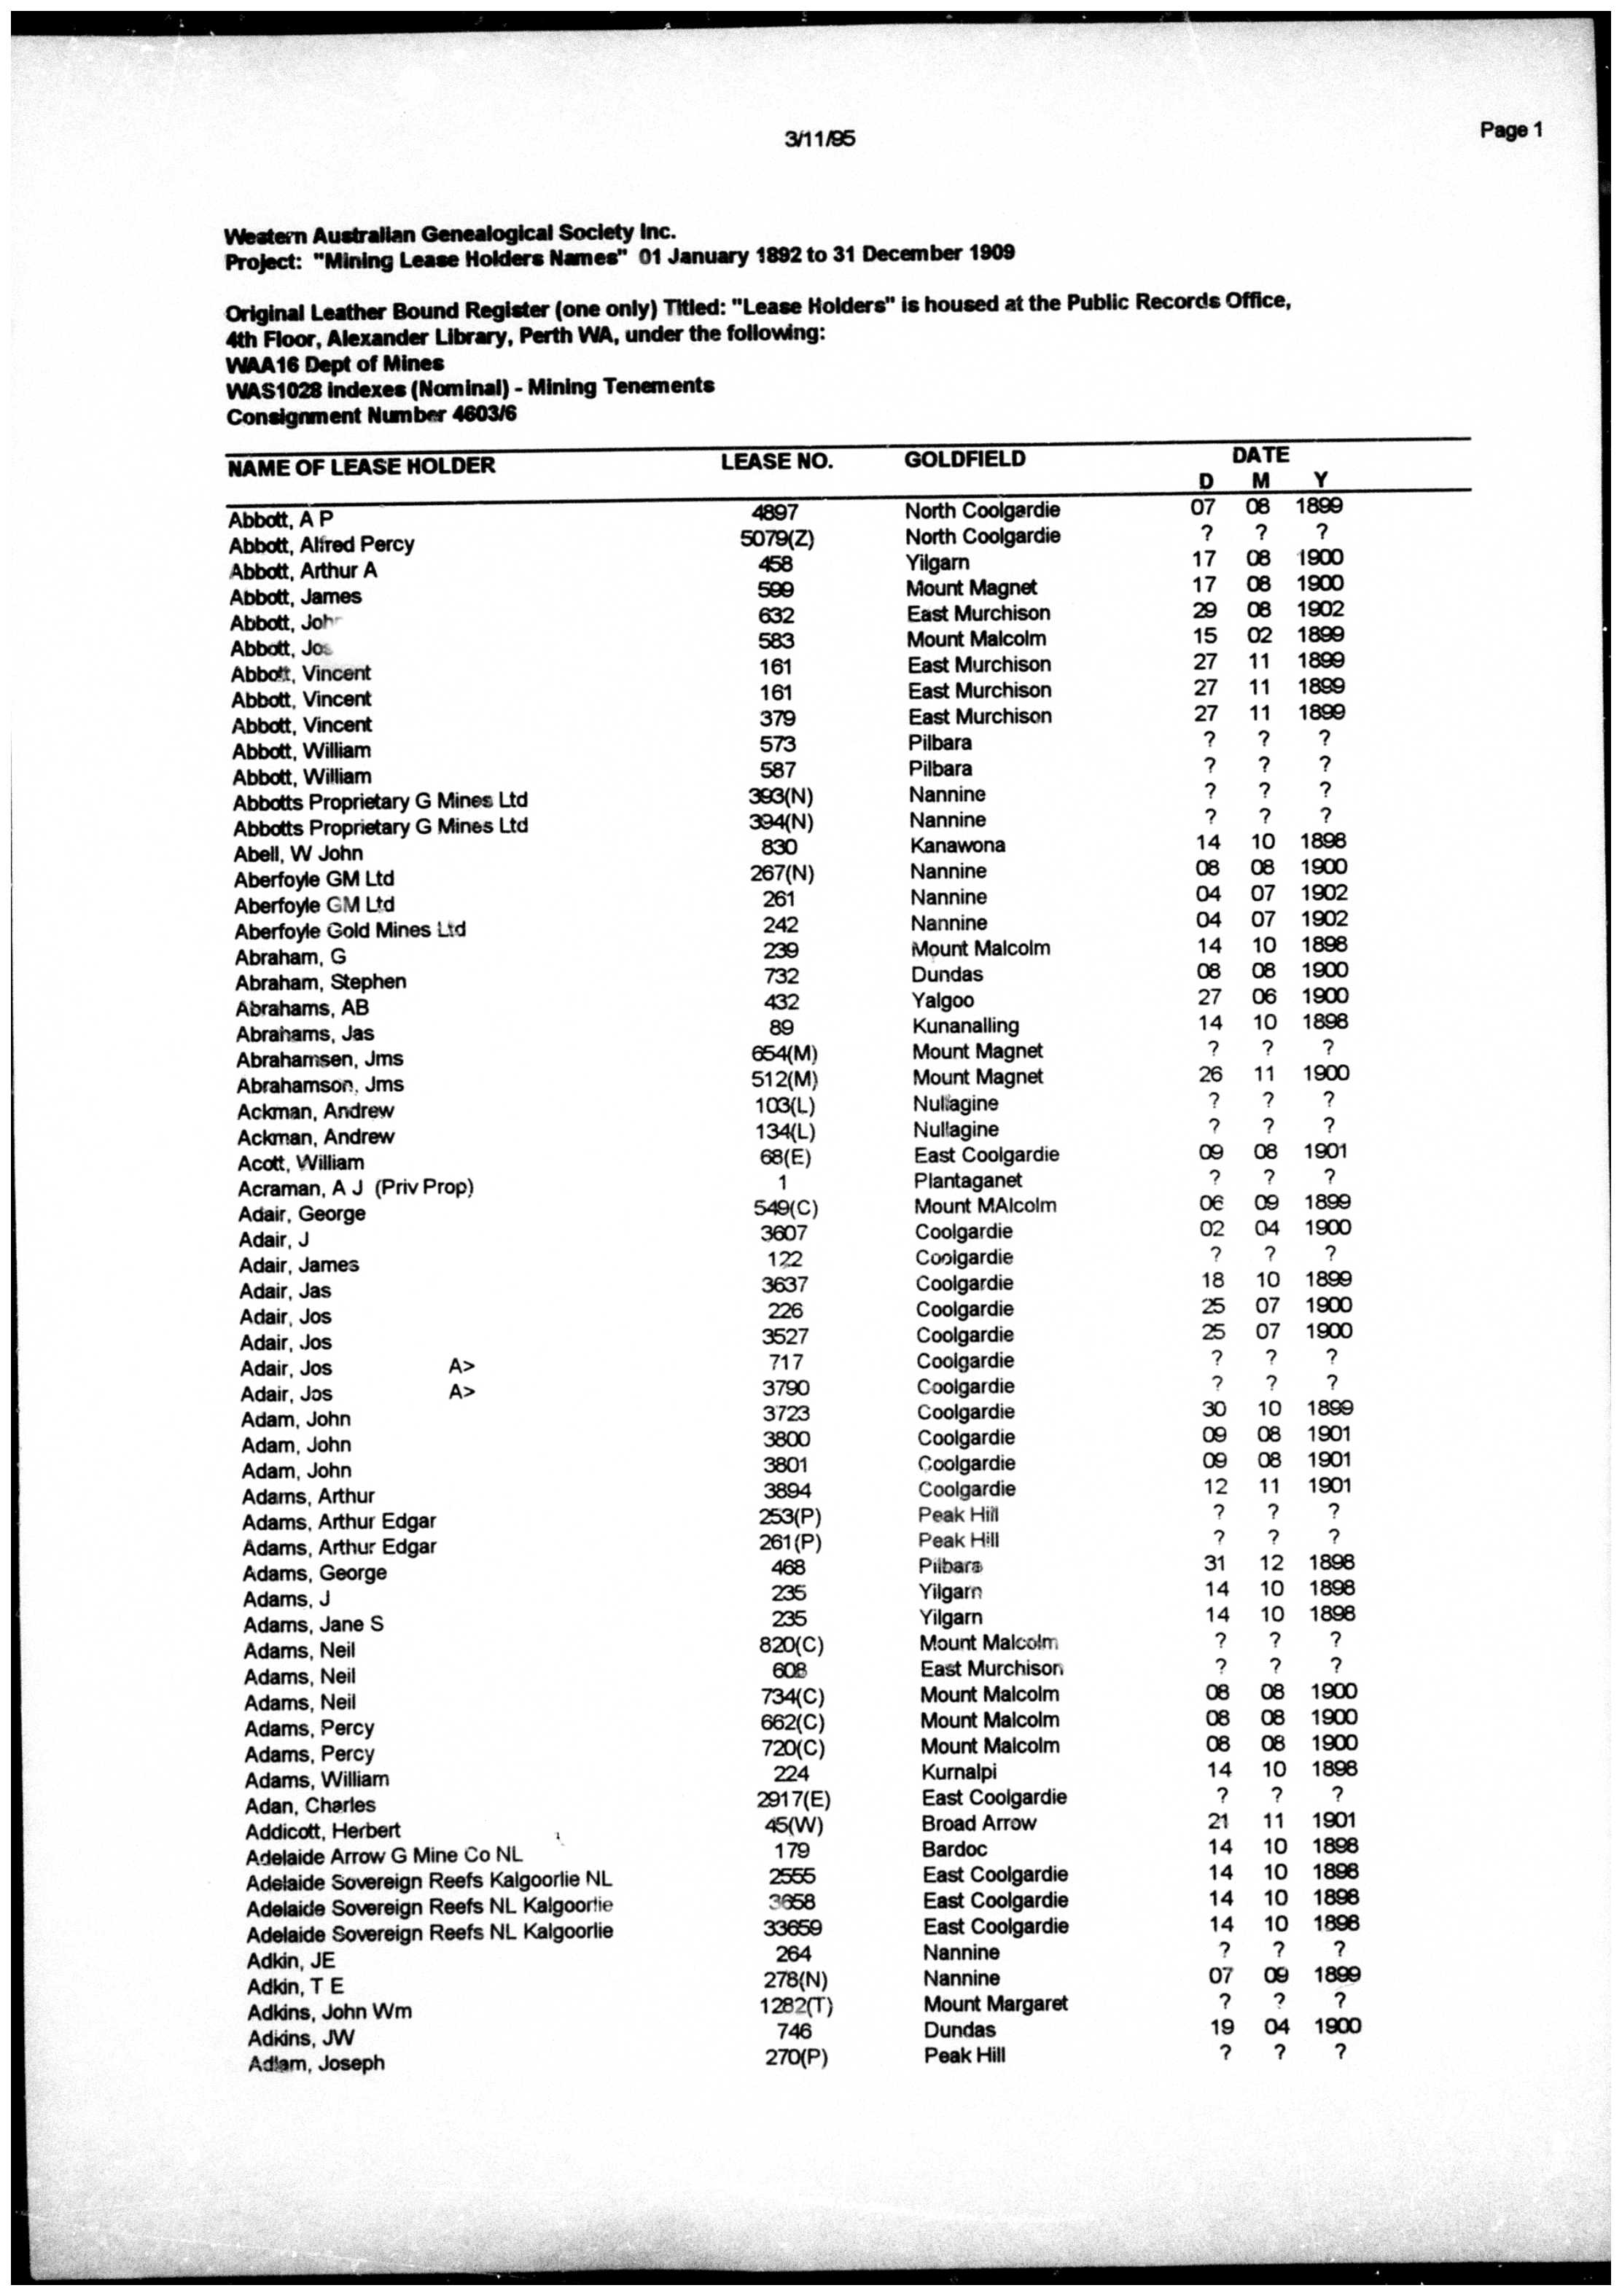 3/11/95
Page 1
Western Australian Genealogical Society Inc.
Project: "Mining Lease Holders Names" 01 January 1892 to 31 December 1909
Original Leather Bound Register (one only) Titled: "Lease Holders" is housed at the Public Records Office,
4th Floor, Alexander Library, Perth WA, under the following:
WAA16 Dept of Mines
WAS1028 Indexes (Nominal) - Mining Tenements
Consignment Number 4603/6
NAME OF LEASE HOLDER LEASE NO. GOLDFIELD DATE
D M Y
Abbott, A P 4897 North Coolgardie 07 08 1899
Abbott, Alfred Percy 5079(Z) North Coolgardie ? ? ?
Abbott, Arthur A 458 Yilgarn 17 08 1900
Abbott, James 599 Mount Magnet 17 08 1900
Abbott, John 632 East Murchison 29 08 1902
Abbott, Jos 583 Mount Malcolm 15 02 1899
Abbott, Vincent 161 East Murchison 27 11 1899
Abbott, Vincent 161 East Murchison 27 11 1899
Abbott, Vincent 379 East Murchison 27 11 1899
Abbott, William 573 Pilbara ? ? ?
Abbott, William 587 Pilbara ? ? ?
Abbotts Proprietary G Mines Ltd 393(N) Nannine ? ? ?
Abbotts Proprietary G Mines Ltd 394(N) Nannine ? ? ?
Abell, W John 830 Kanawona 14 10 1898
Aberfoyle GM Ltd 267(N) Nannine 08 08 1900
Aberfoyle GM Ltd 261 Nannine 04 07 1902
Aberfoyle Gold Mines Ltd 242 Nannine 04 07 1902
Abraham, G 239 Mount Malcolm 14 10 1898
Abraham, Stephen 732 Dundas 08 08 1900
Abrahams, AB 432 Yalgoo 27 06 1900
Abrahams, Jas 89 Kunanalling 14 10 1898
Abrahamsen, Jms 654(M) Mount Magnet ? ? ?
Abrahamson, Jms 512(M) Mount Magnet 26 11 1900
Ackman, Andrew 103(L) Nullagine ? ? ?
Ackman, Andrew 134(L) Nullagine ? ? ?
Acott, William 68(E) East Coolgardie 09 08 1901
Acraman, A J (Priv Prop) 1 Plantaganet ? ? ?
Adair, George 549(C) Mount MAlcolm 06 09 1899
Adair, J 3607 Coolgardie 02 04 1900
Adair, James 122 Coolgardie ? ? ?
Adair, Jas 3637 Coolgardie 18 10 1899
Adair, Jos 226 Coolgardie 25 07 1900
Adair, Jos 3527 Coolgardie 25 07 1900
Adair, Jos A> 717 Coolgardie ? ? ?
Adair, Jos A> 3790 Coolgardie ? ? ?
Adam, John 3723 Coolgardie 30 10 1899
Adam, John 3800 Coolgardie 09 08 1901
Adam, John 3801 Coolgardie 09 08 1901
Adams, Arthur 3894 Coolgardie 12 11 1901
Adams, Arthur Edgar 253(P) Peak Hill ? ? ?
Adams, Arthur Edgar 261(P) Peak Hill ? ? ?
Adams, George 468 Pilbara 31 12 1898
Adams, J 235 Yilgarn 14 10 1898
Adams, Jane S 235 Yilgarn 14 10 1898
Adams, Neil 820(C) Mount Malcolm ? ? ?
Adams, Neil 608 East Murchison ? ? ?
Adams, Neil 734(C) Mount Malcolm 08 08 1900
Adams, Percy 662(C) Mount Malcolm 08 08 1900
Adams, Percy 720(C) Mount Malcolm 08 08 1900
Adams, William 224 Kurnalpi 14 10 1898
Adan, Charles 2917(E) East Coolgardie ? ? ?
Addicott, Herbert 45(W) Broad Arrow 21 11 1901
Adelaide Arrow G Mine Co NL 179 Bardoc 14 10 1898
Adelaide Sovereign Reefs Kalgoorlie NL 2555 East Coolgardie 14 10 1898
Adelaide Sovereign Reefs NL Kalgoorlie 3658 East Coolgardie 14 10 1898
Adelaide Sovereign Reefs NL Kalgoorlie 33659 East Coolgardie 14 10 1898
Adkin, JE 264 Nannine ? ? ?
Adkin, T E 278(N) Nannine 07 09 1899
Adkins, John Wm 1282(T) Mount Margaret ? ? ?
Adkins, JW 746 Dundas 19 04 1900
Adlam, Joseph 270(P) Peak Hill ? ? ?